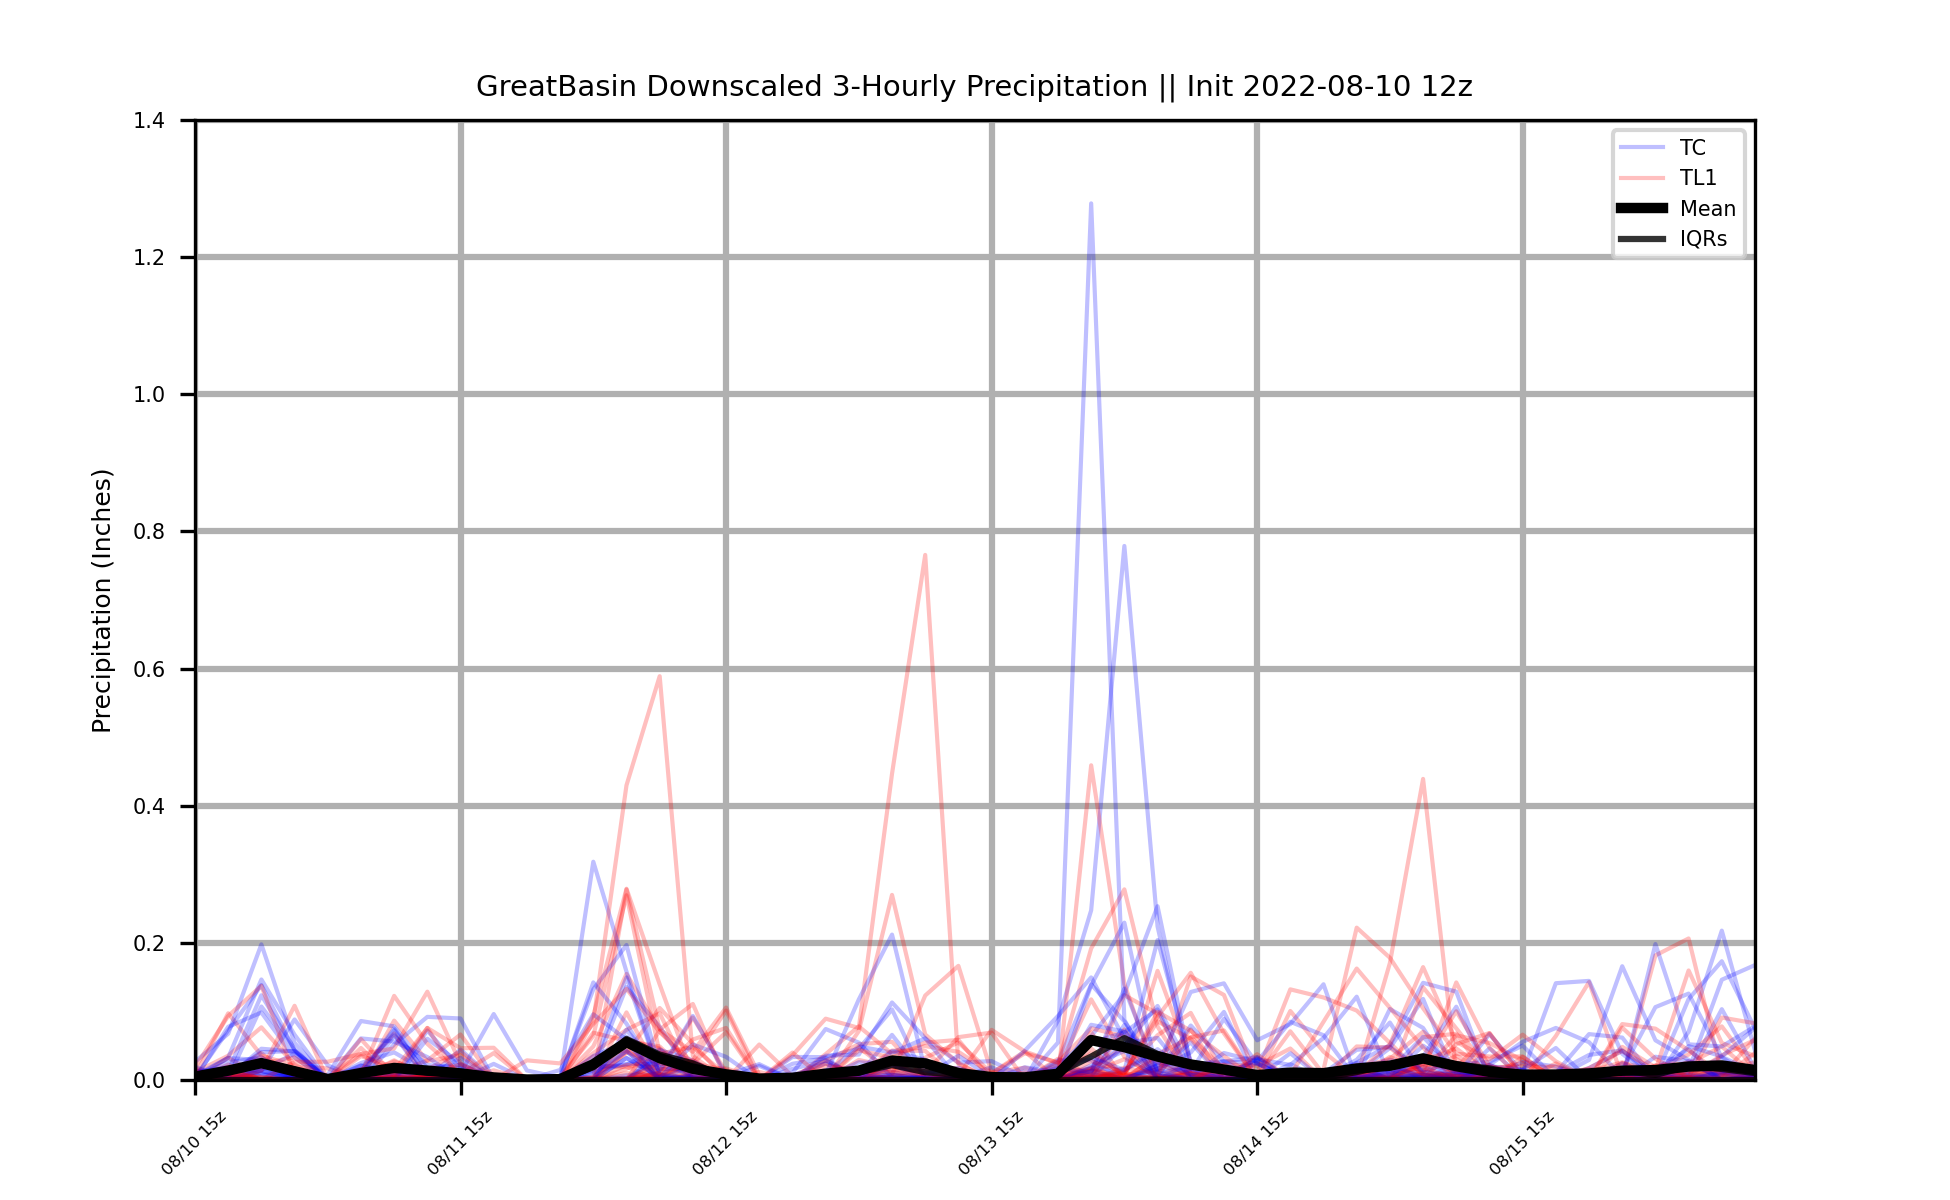 GreatBasin Downscaled 3-Hourly Precipitation || Init 2022-08-10 12z
1.4
1.2
1.0
0.8
0.6
0.4
0.2
0.0
Precipitation (Inches)
TC
TL1
Mean
IQRs
08/10 15z
08/11 15z
08/12 15z
08/13 15z
08/14 15z
08/15 15z